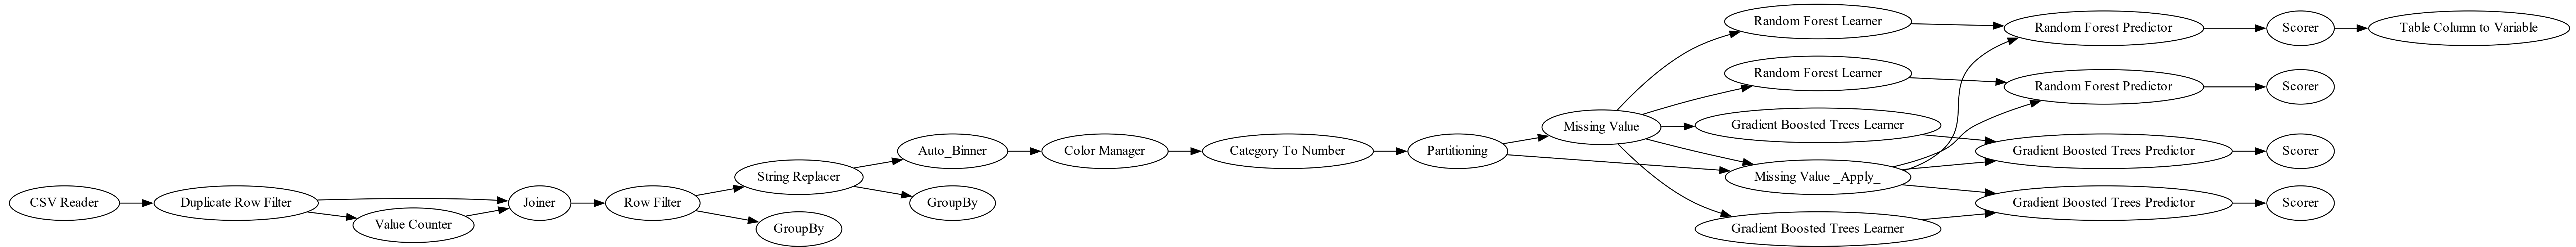 CSV Reader
Duplicate Row Filter
Value Counter
Joiner
Row Filter
String Replacer
GroupBy
Auto_Binner
GroupBy
Color Manager
Category To Number
Partitioning
Missing Value
Random Forest Learner
Random Forest Learner
Gradient Boosted Trees Learner
Missing Value _Apply_
Gradient Boosted Trees Learner
Random Forest Predictor
Random Forest Predictor
Gradient Boosted Trees Predictor
Gradient Boosted Trees Predictor
Scorer
Scorer
Scorer
Scorer
Table Column to Variable